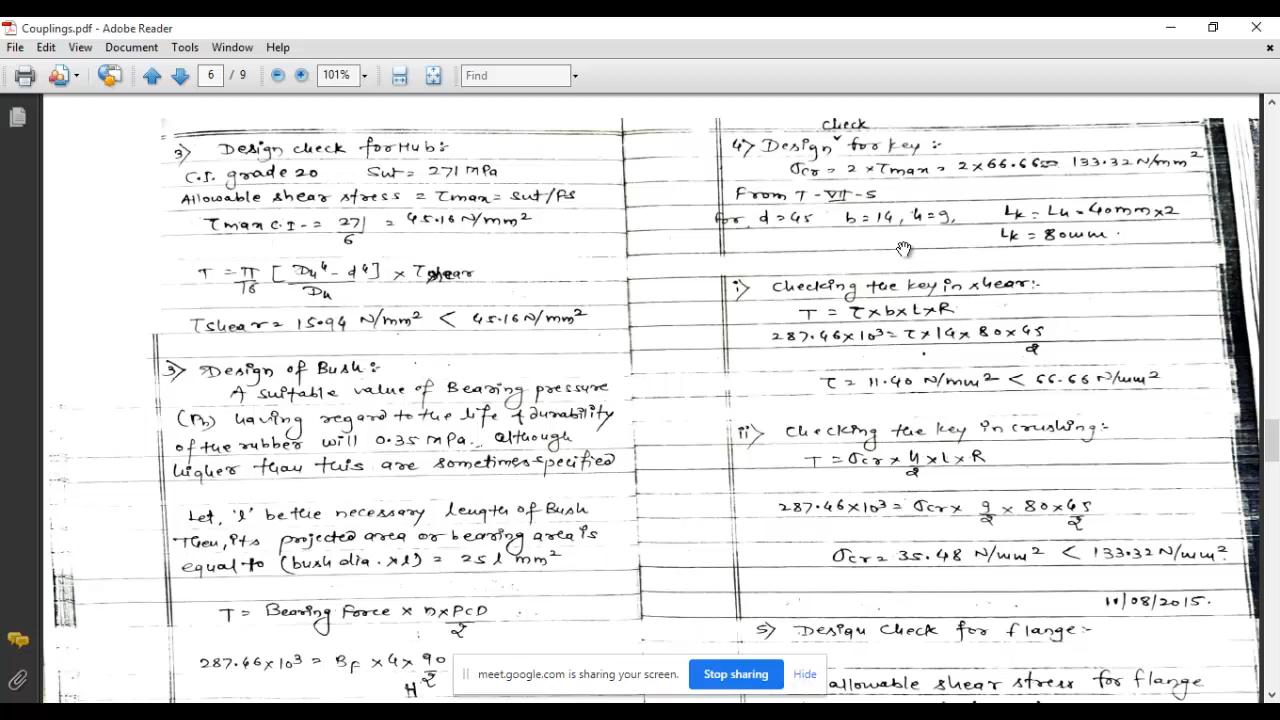 Couplings.pdf - Adobe Reader
File Edit View Document Tools Window Help
6 / 9 101% Find
3) Design check for Hub:-
C.I. grade 20 Sut = 271 MPa
Allowable shear stress = τmax = Sut/fs
τmax C.I. = 271/6 = 45.16 N/mm²
T = π/16 [Dh⁴ - d⁴ / Dh] × τshear
τshear = 15.94 N/mm² < 45.16 N/mm²
3) Design of Bush:-
A suitable value of Bearing pressure
(Pb) having regard to the life & durability
of the rubber will 0.35 MPa. although
higher than this are sometimes specified
Let, 'l' be the necessary length of Bush
Then, its projected area or bearing area is
equal to (bush dia. × l) = 25 l mm²
T = Bearing Force × n × PCD/2
287.46×10³ = BF × 4 × 90/2
H
check
4) Design ˅ for key :-
σcr = 2 × τmax = 2×66.66 = 133.32 N/mm²
From T - VII - 5
for d = 45 b = 14, h = 9, Lk = Lh = 40mm × 2
Lk = 80mm.
i) Checking the key in shear:-
T = τ×b×L×R
287.46×10³ = τ × 14 × 80 × 45/2
τ = 11.40 N/mm² < 66.66 N/mm²
ii) Checking the key in crushing:-
T = σcr × h/2 × L × R
287.46×10³ = σcr × 9/2 × 80 × 45/2
σcr = 35.48 N/mm² < 133.32 N/mm².
11/08/2015.
5) Design check for flange:-
allowable shear stress for flange
meet.google.com is sharing your screen. Stop sharing Hide